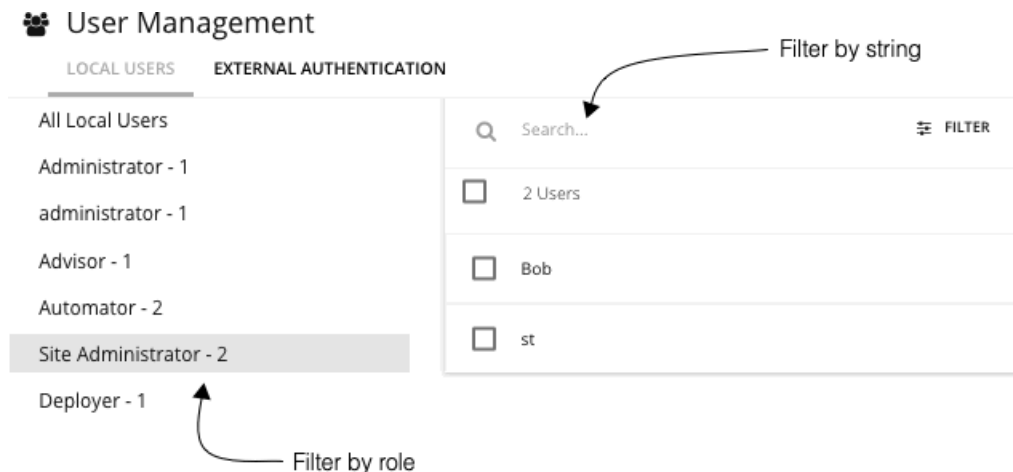 User Management
Filter by string
LOCAL USERS EXTERNAL AUTHENTICATION
All Local Users
Administrator - 1
administrator - 1
Advisor - 1
Automator - 2
Site Administrator - 2
Deployer - 1
Search... FILTER
2 Users
Bob
st
Filter by role